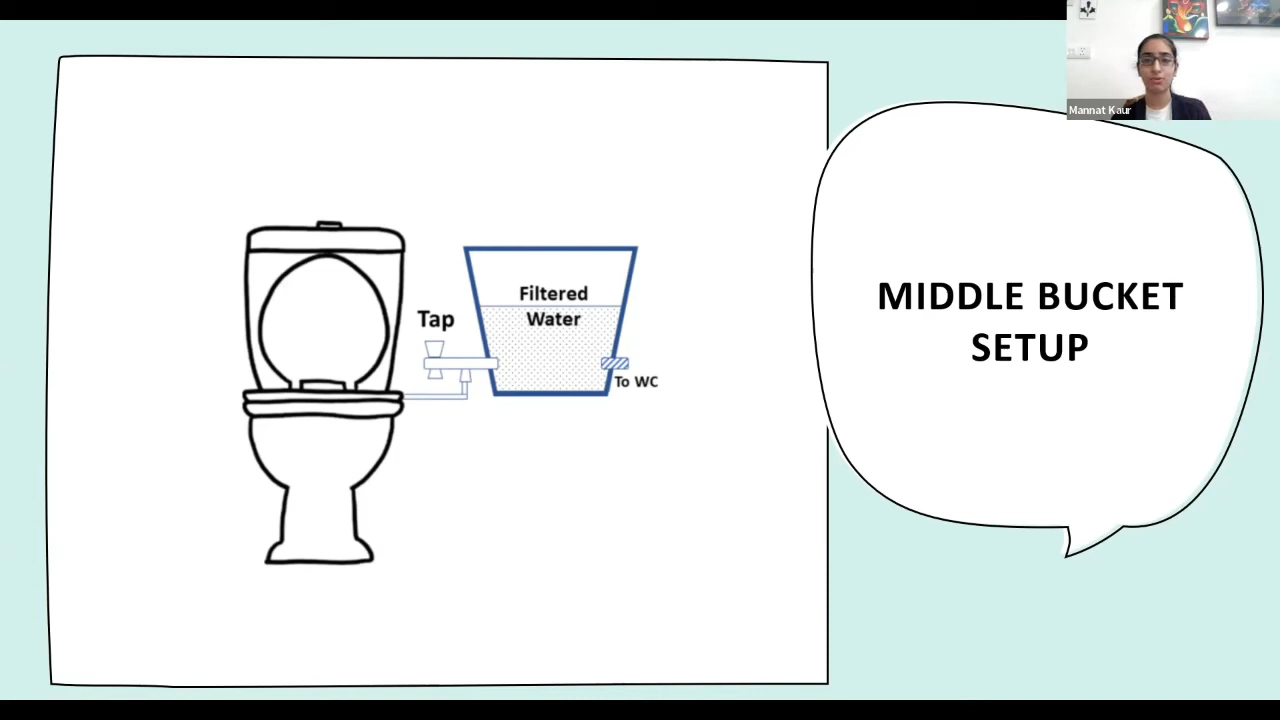 Mannat Kaur
Tap
Filtered
Water
To WC
MIDDLE BUCKET
SETUP